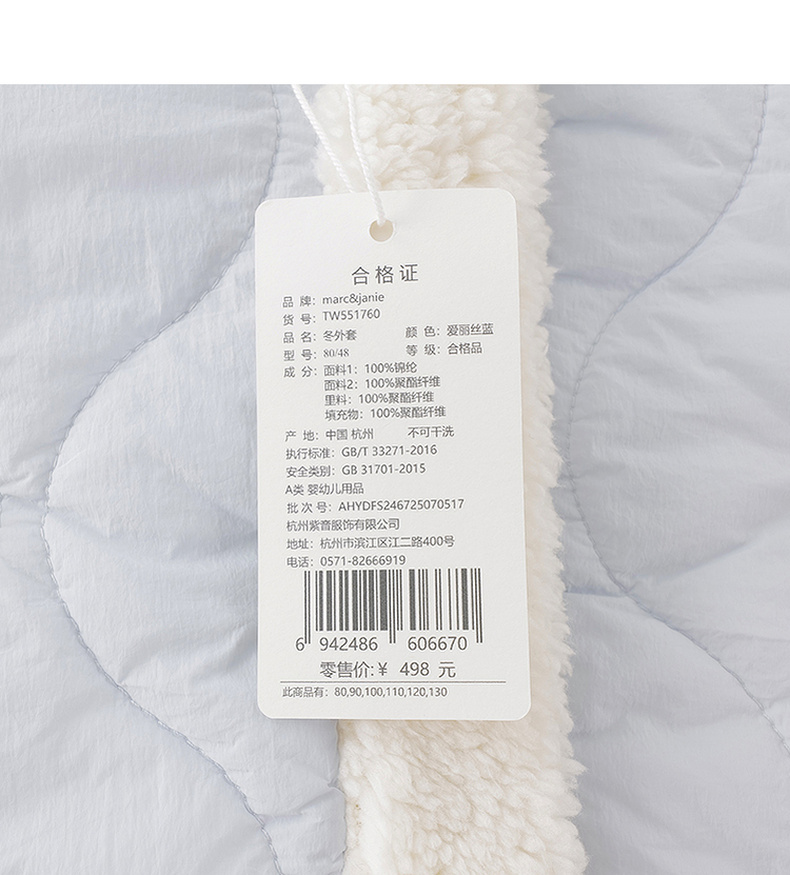 合格证
品 牌: marc&janie
货 号: TW551760
品 名: 冬外套 颜 色: 爱丽丝蓝
型 号: 80/48 等 级: 合格品
成 分: 面料1: 100%锦纶
面料2: 100%聚酯纤维
里料: 100%聚酯纤维
填充物: 100%聚酯纤维
产 地: 中国 杭州 不可干洗
执行标准: GB/T 33271-2016
安全类别: GB 31701-2015
A类 婴幼儿用品
批 次 号: AHYDFS246725070517
杭州紫音服饰有限公司
地址: 杭州市滨江区江二路400号
电话: 0571-82666919
6 942486 606670
零售价:¥ 498 元
此商品有: 80,90,100,110,120,130